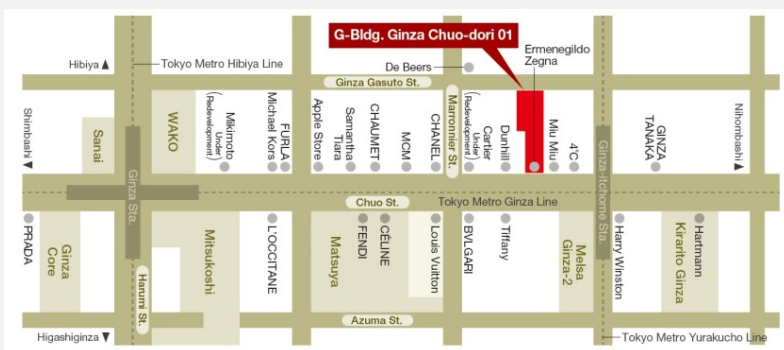 G-Bldg. Ginza Chuo-dori 01
Hibiya ▲
Tokyo Metro Hibiya Line
De Beers
Ermenegildo
Zegna
Ginza Gasuto St.
Shimbashi ▼
Sanai
WAKO
Mikimoto
(Under
Redevelopment)
Michael Kors
FURLA
Apple Store
Samantha
Tiara
CHAUMET
MCM
CHANEL
Marronnier St.
Cartier
(Under
Redevelopment)
Dunhill
Miu Miu
4°C
Ginza-itchome Sta.
GINZA
TANAKA
Nihombashi ▲
Ginza Sta.
Chuo St.
Tokyo Metro Ginza Line
PRADA
Ginza
Core
Harumi St.
Mitsukoshi
L'OCCITANE
Matsuya
FENDI
CÉLINE
Louis Vuitton
BVLGARI
Tiffany
Melsa
Ginza-2
Harry Winston
Kirarito Ginza
Hartmann
Azuma St.
Higashiginza ▼
Tokyo Metro Yurakucho Line